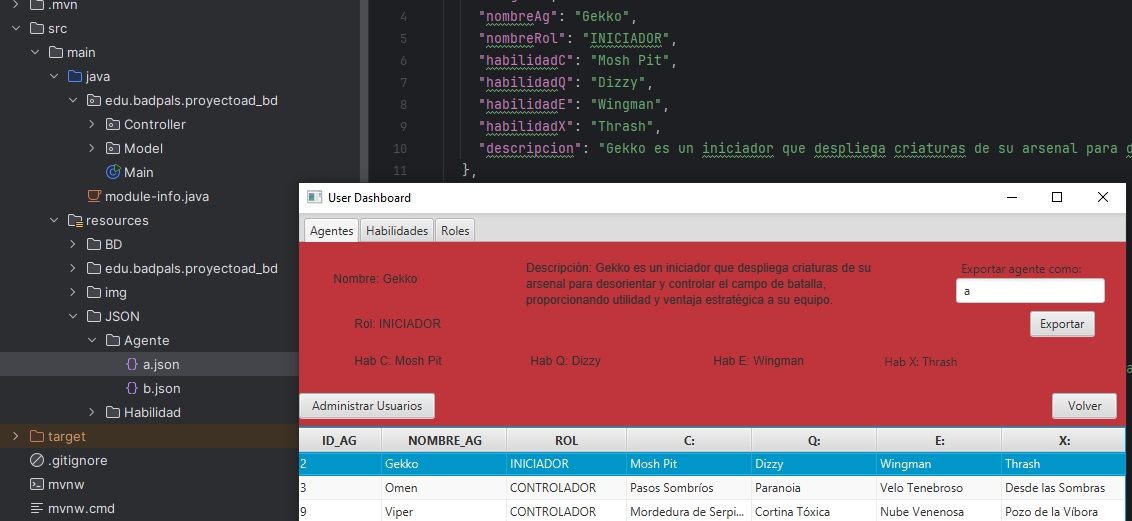 .mvn
src
main
java
edu.badpals.proyectoad_bd
Controller
Model
Main
module-info.java
resources
BD
edu.badpals.proyectoad_bd
img
JSON
Agente
a.json
b.json
Habilidad
target
.gitignore
mvnw
mvnw.cmd
4 "nombreAg": "Gekko",
5 "nombreRol": "INICIADOR",
6 "habilidadC": "Mosh Pit",
7 "habilidadQ": "Dizzy",
8 "habilidadE": "Wingman",
9 "habilidadX": "Thrash",
10 "descripcion": "Gekko es un iniciador que despliega criaturas de su arsenal para d
11 },
User Dashboard
Agentes Habilidades Roles
Nombre: Gekko
Descripción: Gekko es un iniciador que despliega criaturas de su
arsenal para desorientar y controlar el campo de batalla,
proporcionando utilidad y ventaja estratégica a su equipo.
Exportar agente como:
a
Rol: INICIADOR
Exportar
Hab C: Mosh Pit Hab Q: Dizzy Hab E: Wingman Hab X: Thrash
Administrar Usuarios Volver
ID_AG NOMBRE_AG ROL C: Q: E: X:
2 Gekko INICIADOR Mosh Pit Dizzy Wingman Thrash
3 Omen CONTROLADOR Pasos Sombríos Paranoia Velo Tenebroso Desde las Sombras
9 Viper CONTROLADOR Mordedura de Serpi... Cortina Tóxica Nube Venenosa Pozo de la Víbora